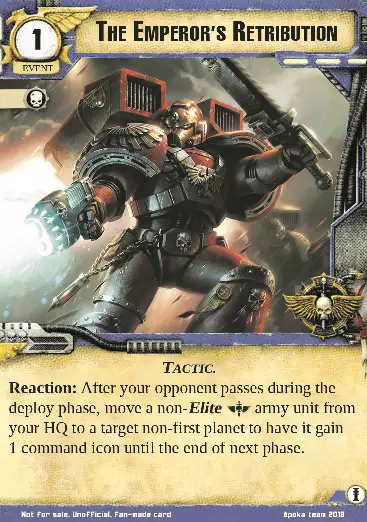 1
THE EMPEROR'S RETRIBUTION
EVENT
TACTIC.
Reaction: After your opponent passes during the
deploy phase, move a non-Elite army unit from
your HQ to a target non-first planet to have it gain
1 command icon until the end of next phase.
Not for sale. Unofficial, Fan-made card
Apoka team 2018